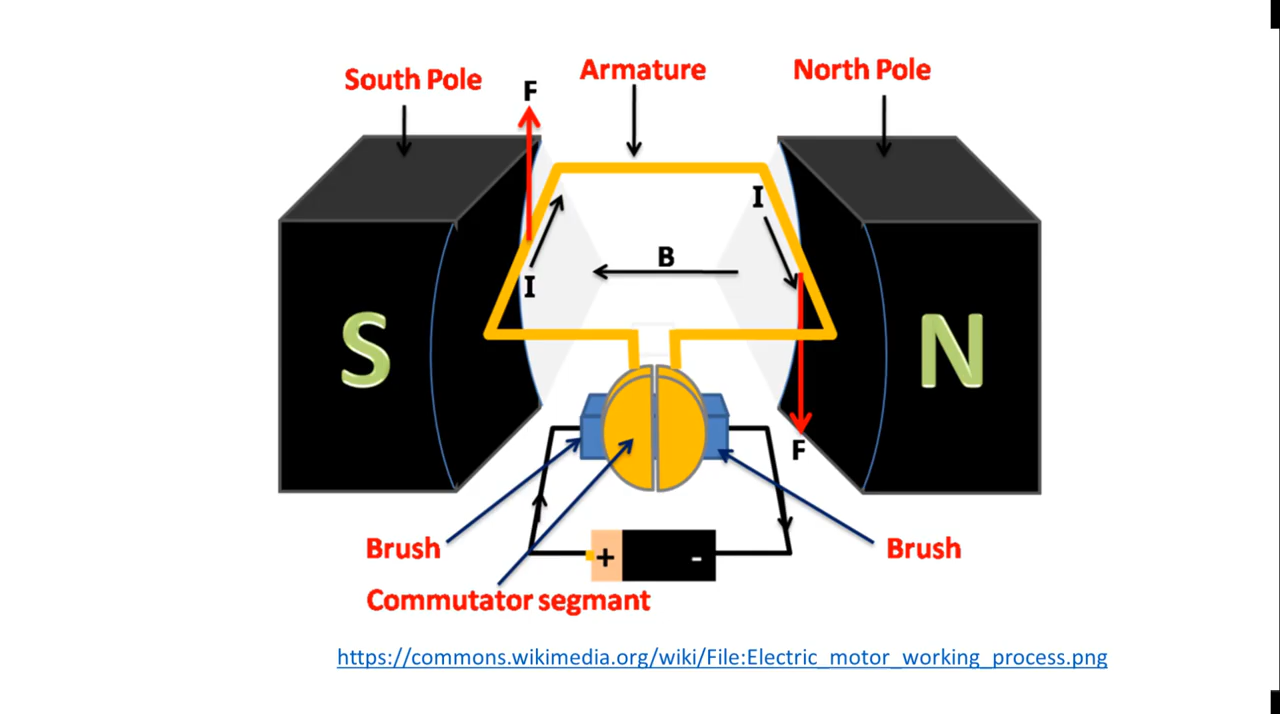 South Pole
Armature
North Pole
F
I
B
I
S
N
F
+
-
Brush
Brush
Commutator segmant
https://commons.wikimedia.org/wiki/File:Electric_motor_working_process.png